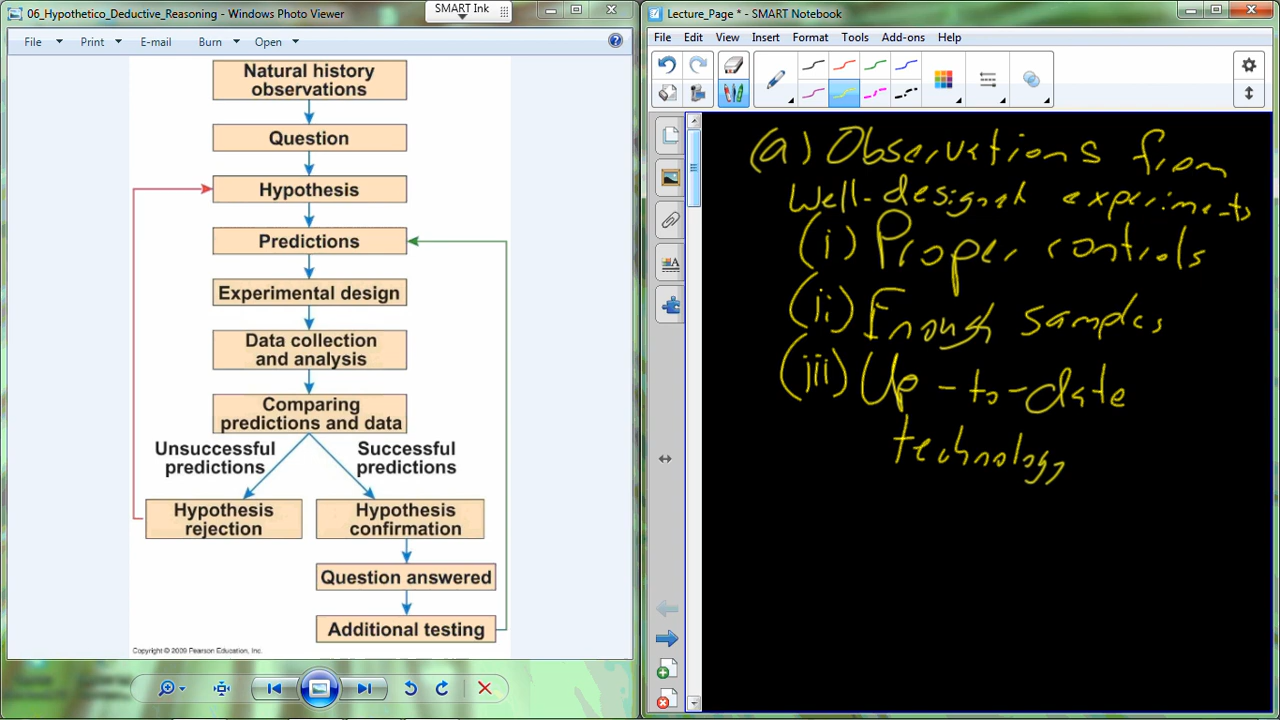 06_Hypothetico_Deductive_Reasoning - Windows Photo Viewer
SMART Ink
File Print E-mail Burn Open
Natural history
observations
Question
Hypothesis
Predictions
Experimental design
Data collection
and analysis
Comparing
predictions and data
Unsuccessful
predictions
Successful
predictions
Hypothesis
rejection
Hypothesis
confirmation
Question answered
Additional testing
Copyright © 2009 Pearson Education, Inc.
Lecture_Page * - SMART Notebook
File Edit View Insert Format Tools Add-ons Help
(a) Observations from
well-designed experiments
(i) Proper controls
(ii) Enough samples
(iii) Up-to-date
technology